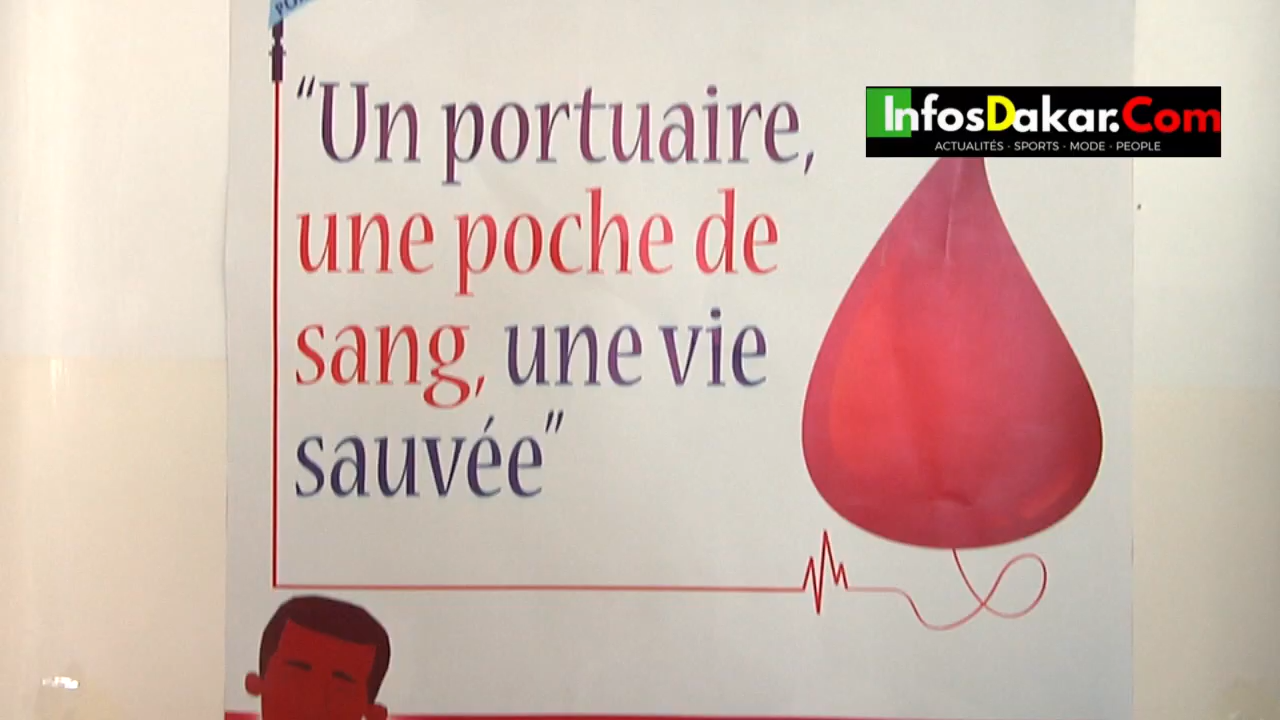 "Un portuaire,
une poche de
sang, une vie
sauvée"
InfosDakar.Com
ACTUALITÉS · SPORTS · MODE · PEOPLE